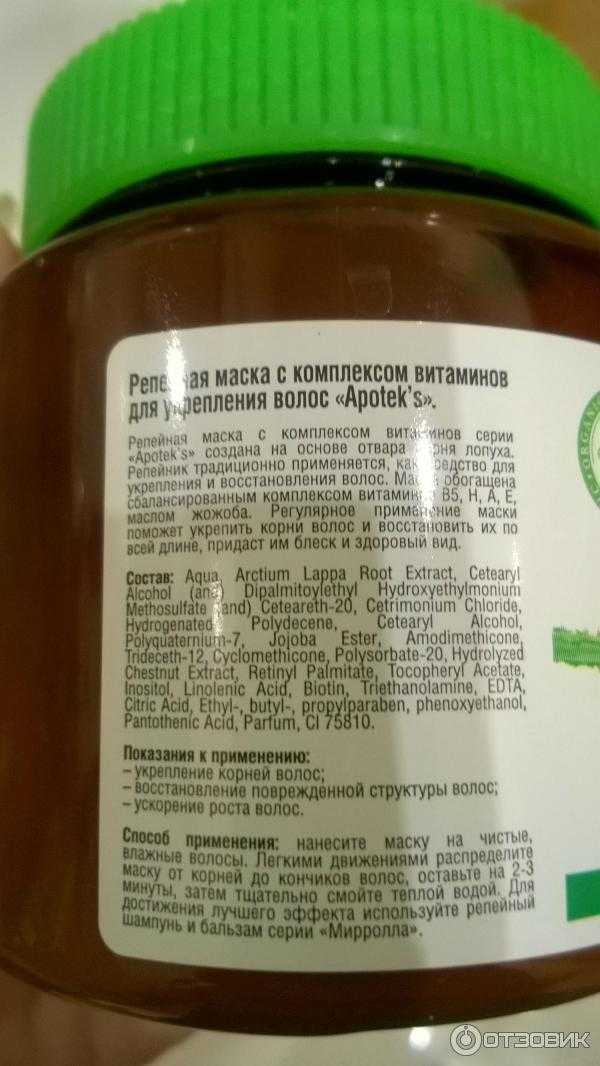 Репейная маска с комплексом витаминов
для укрепления волос «Apotek's».
Репейная маска с комплексом витаминов серии
«Apotek's» создана на основе отвара корня лопуха.
Репейник традиционно применяется, как средство для
укрепления и восстановления волос. Маска обогащена
сбалансированным комплексом витаминов B5, H, A, E,
маслом жожоба. Регулярное применение маски
поможет укрепить корни волос и восстановить их по
всей длине, придаст им блеск и здоровый вид.
Состав: Aqua, Arctium Lappa Root Extract, Cetearyl
Alcohol (and) Dipalmitoylethyl Hydroxyethylmonium
Methosulfate (and) Ceteareth-20, Cetrimonium Chloride,
Hydrogenated Polydecene, Cetearyl Alcohol,
Polyquaternium-7, Jojoba Ester, Amodimethicone,
Trideceth-12, Cyclomethicone, Polysorbate-20, Hydrolyzed
Chestnut Extract, Retinyl Palmitate, Tocopheryl Acetate,
Inositol, Linolenic Acid, Biotin, Triethanolamine, EDTA,
Citric Acid, Ethyl-, butyl-, propylparaben, phenoxyethanol,
Pantothenic Acid, Parfum, CI 75810.
Показания к применению:
– укрепление корней волос;
– восстановление поврежденной структуры волос;
– ускорение роста волос.
Способ применения: нанесите маску на чистые,
влажные волосы. Легкими движениями распределите
маску от корней до кончиков волос, оставьте на 2-3
минуты, затем тщательно смойте теплой водой. Для
достижения лучшего эффекта используйте репейный
шампунь и бальзам серии «Мирролла».
ORGANIC
ОТЗОВИК